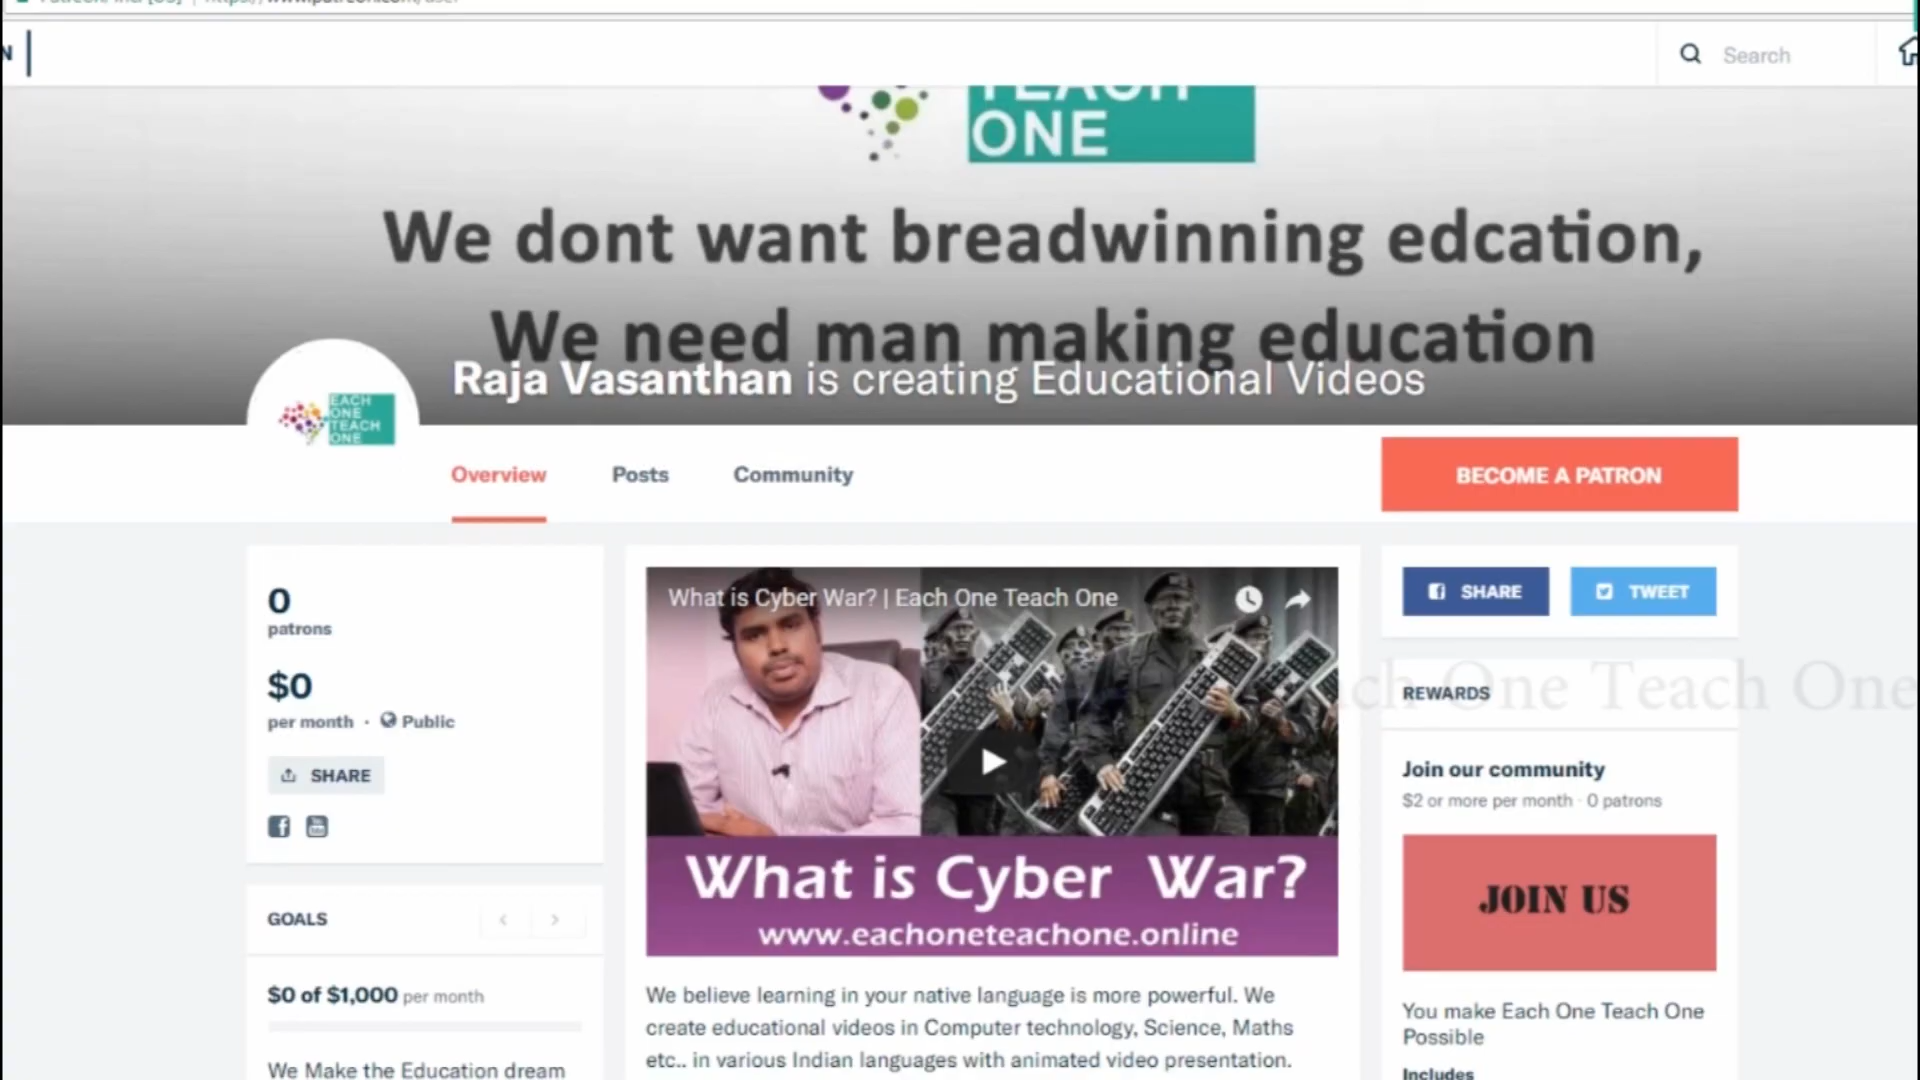 N
Search
TEACH
ONE
We dont want breadwinning edcation,
We need man making education
Raja Vasanthan is creating Educational Videos
EACH
ONE
TEACH
ONE
Overview
Posts
Community
BECOME A PATRON
0
patrons
$0
per month · Public
SHARE
GOALS
$0 of $1,000 per month
We Make the Education dream
What is Cyber War? | Each One Teach One
What is Cyber War?
www.eachoneteachone.online
We believe learning in your native language is more powerful. We
create educational videos in Computer technology, Science, Maths
etc.. in various Indian languages with animated video presentation.
SHARE
TWEET
ch One Teach One
REWARDS
Join our community
$2 or more per month · 0 patrons
JOIN US
You make Each One Teach One
Possible
Includes